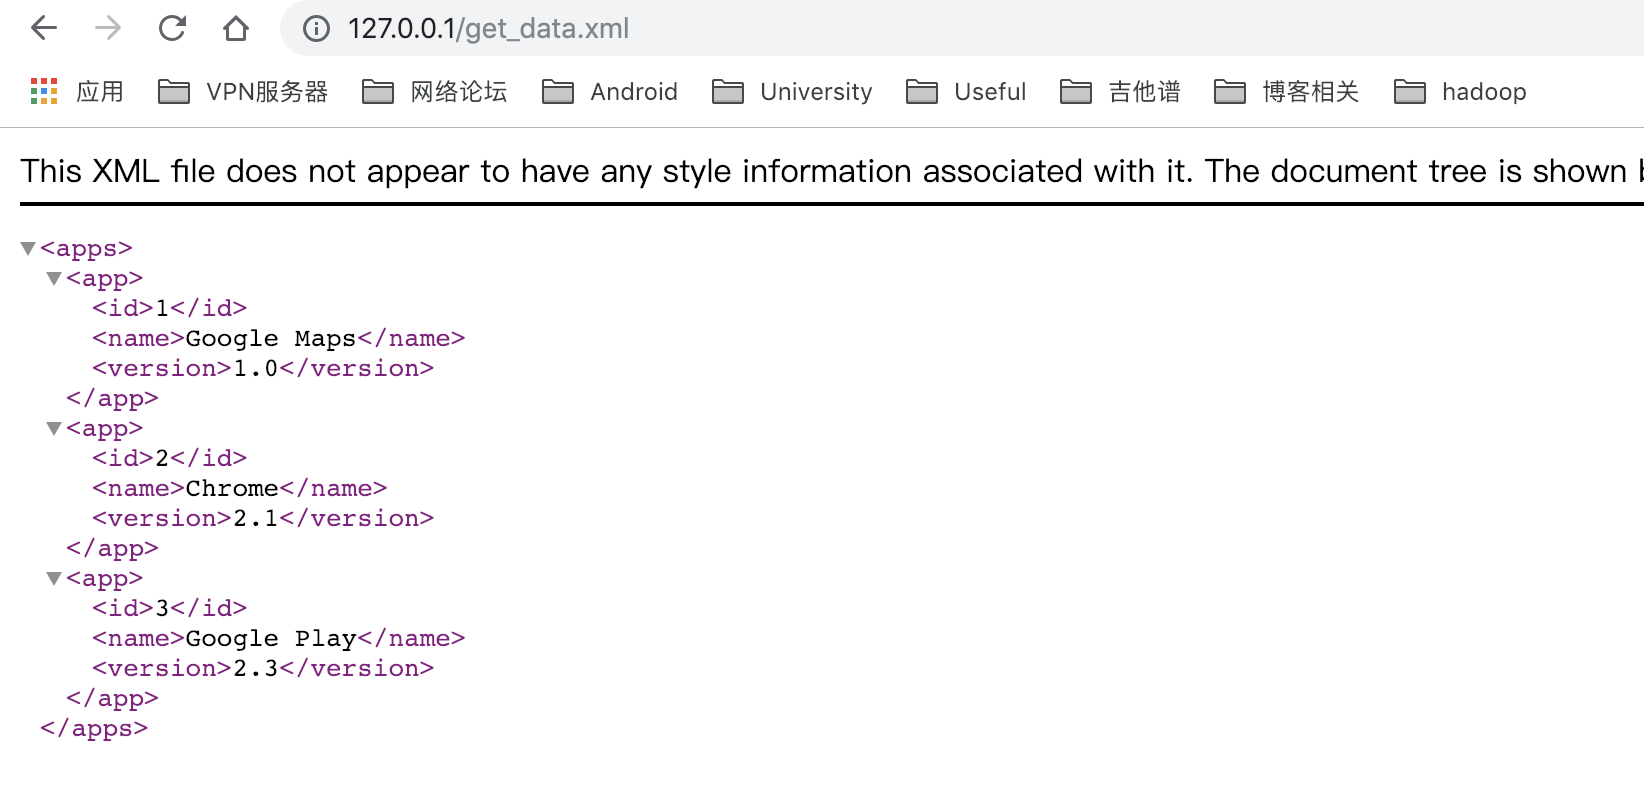 127.0.0.1/get_data.xml
应用 VPN服务器 网络论坛 Android University Useful 吉他谱 博客相关 hadoop
This XML file does not appear to have any style information associated with it. The document tree is shown
<apps>
<app>
<id>1</id>
<name>Google Maps</name>
<version>1.0</version>
</app>
<app>
<id>2</id>
<name>Chrome</name>
<version>2.1</version>
</app>
<app>
<id>3</id>
<name>Google Play</name>
<version>2.3</version>
</app>
</apps>